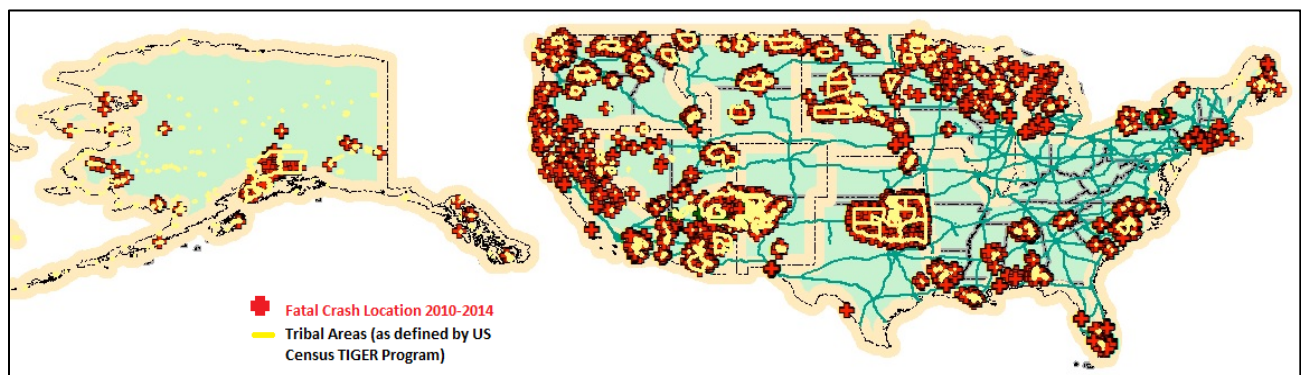 Fatal Crash Location 2010-2014
Tribal Areas (as defined by US
Census TIGER Program)